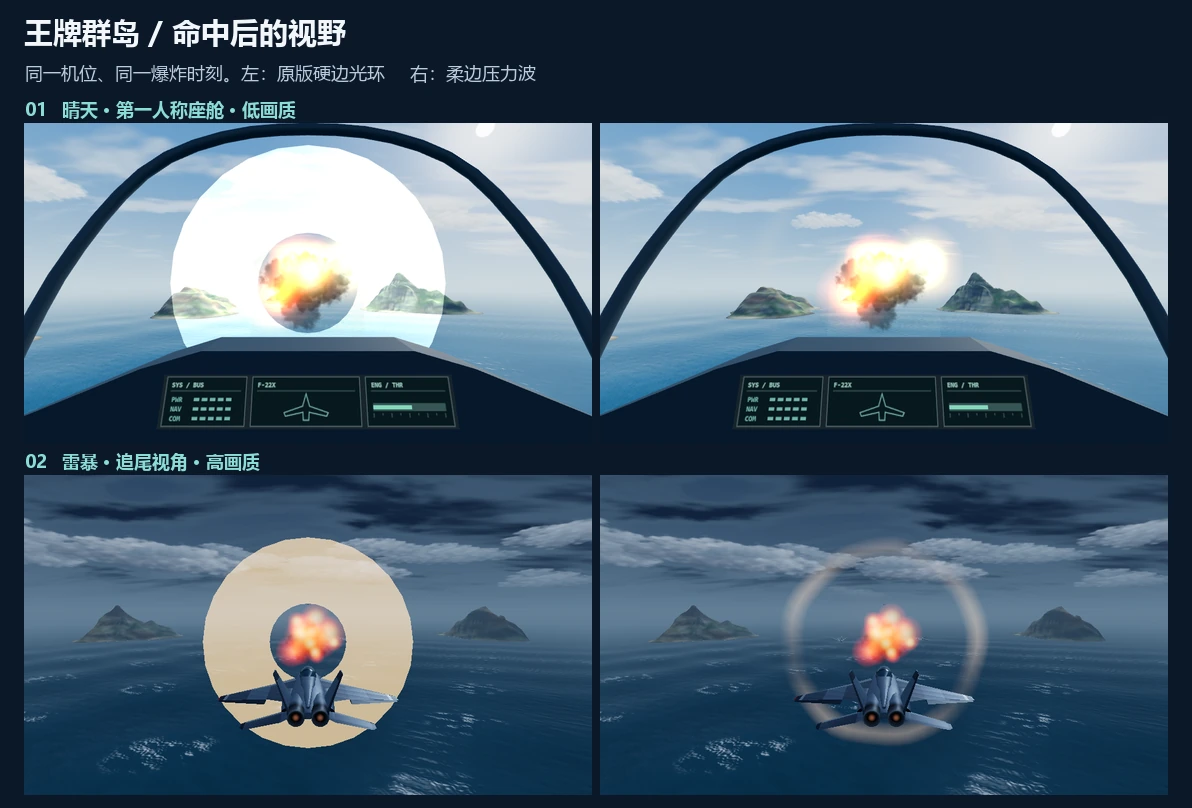 王牌群岛 / 命中后的视野
同一机位、同一爆炸时刻。左：原版硬边光环 右：柔边压力波
01 晴天·第一人称座舱·低画质
SYS / BUS
PWR
NAV
COM
F-22X
ENG / THR
SYS / BUS
PWR
NAV
COM
F-22X
ENG / THR
02 雷暴·追尾视角·高画质